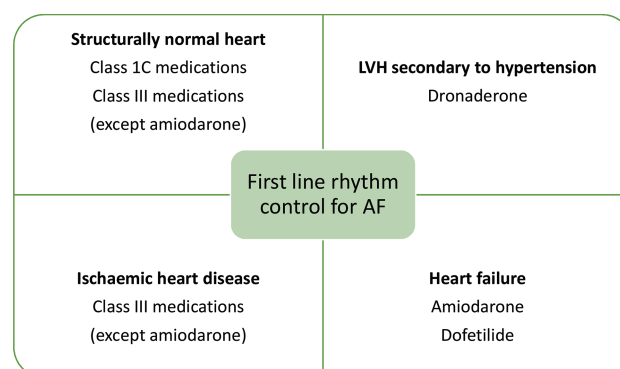 Structurally normal heart
Class 1C medications
Class III medications
(except amiodarone)
LVH secondary to hypertension
Dronaderone
First line rhythm
control for AF
Ischaemic heart disease
Class III medications
(except amiodarone)
Heart failure
Amiodarone
Dofetilide